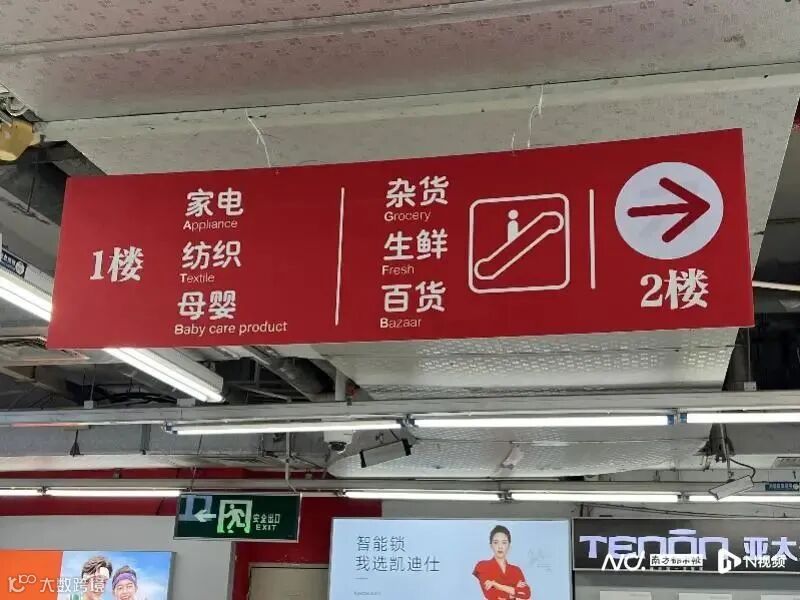 1楼
家电
Appliance
纺织
Textile
母婴
Baby care product
杂货
Grocery
生鲜
Fresh
百货
Bazaar
2楼
安全出口
EXIT
智能锁
我选凯迪仕
TENON 亚太
大数跨境
南方都市报
N视频